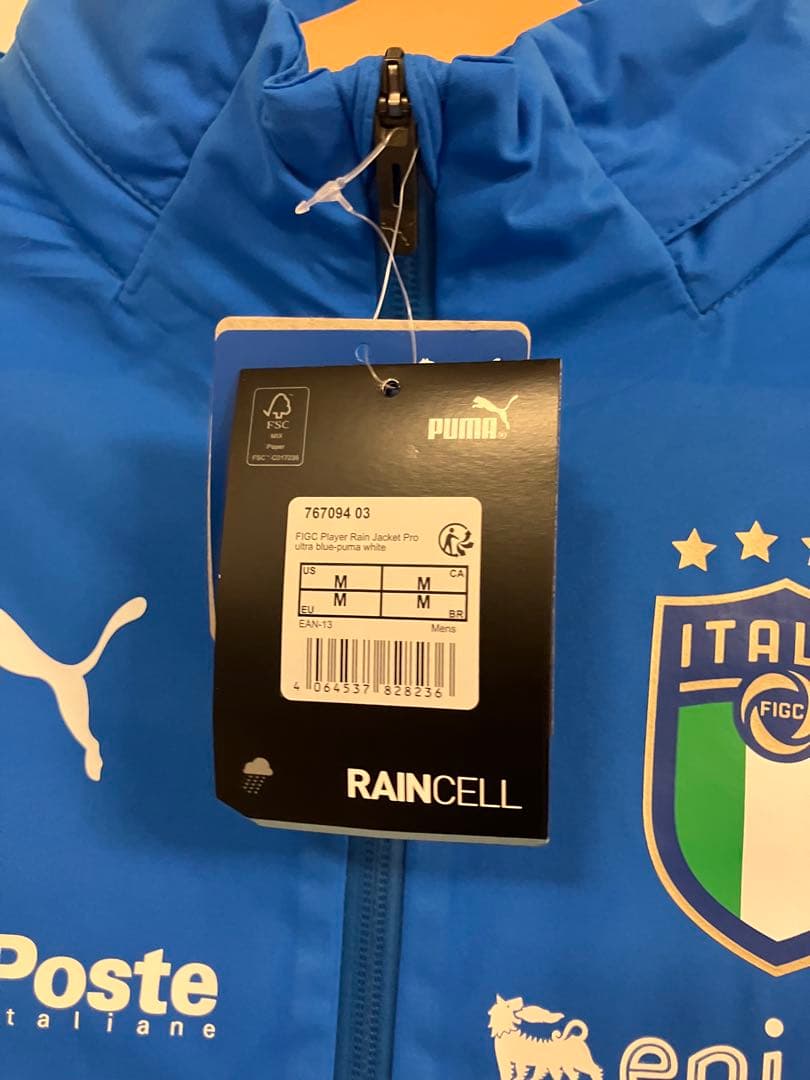 FSC
MIX
Paper
PUMA®
767094 03
FIGC Player Rain Jacket Pro
ultra blue-puma white
US M M CA
EU M M BR
EAN-13 Mens
4 064537 828236
RAINCELL
ITAL
FIGC
Poste
taliane
eni